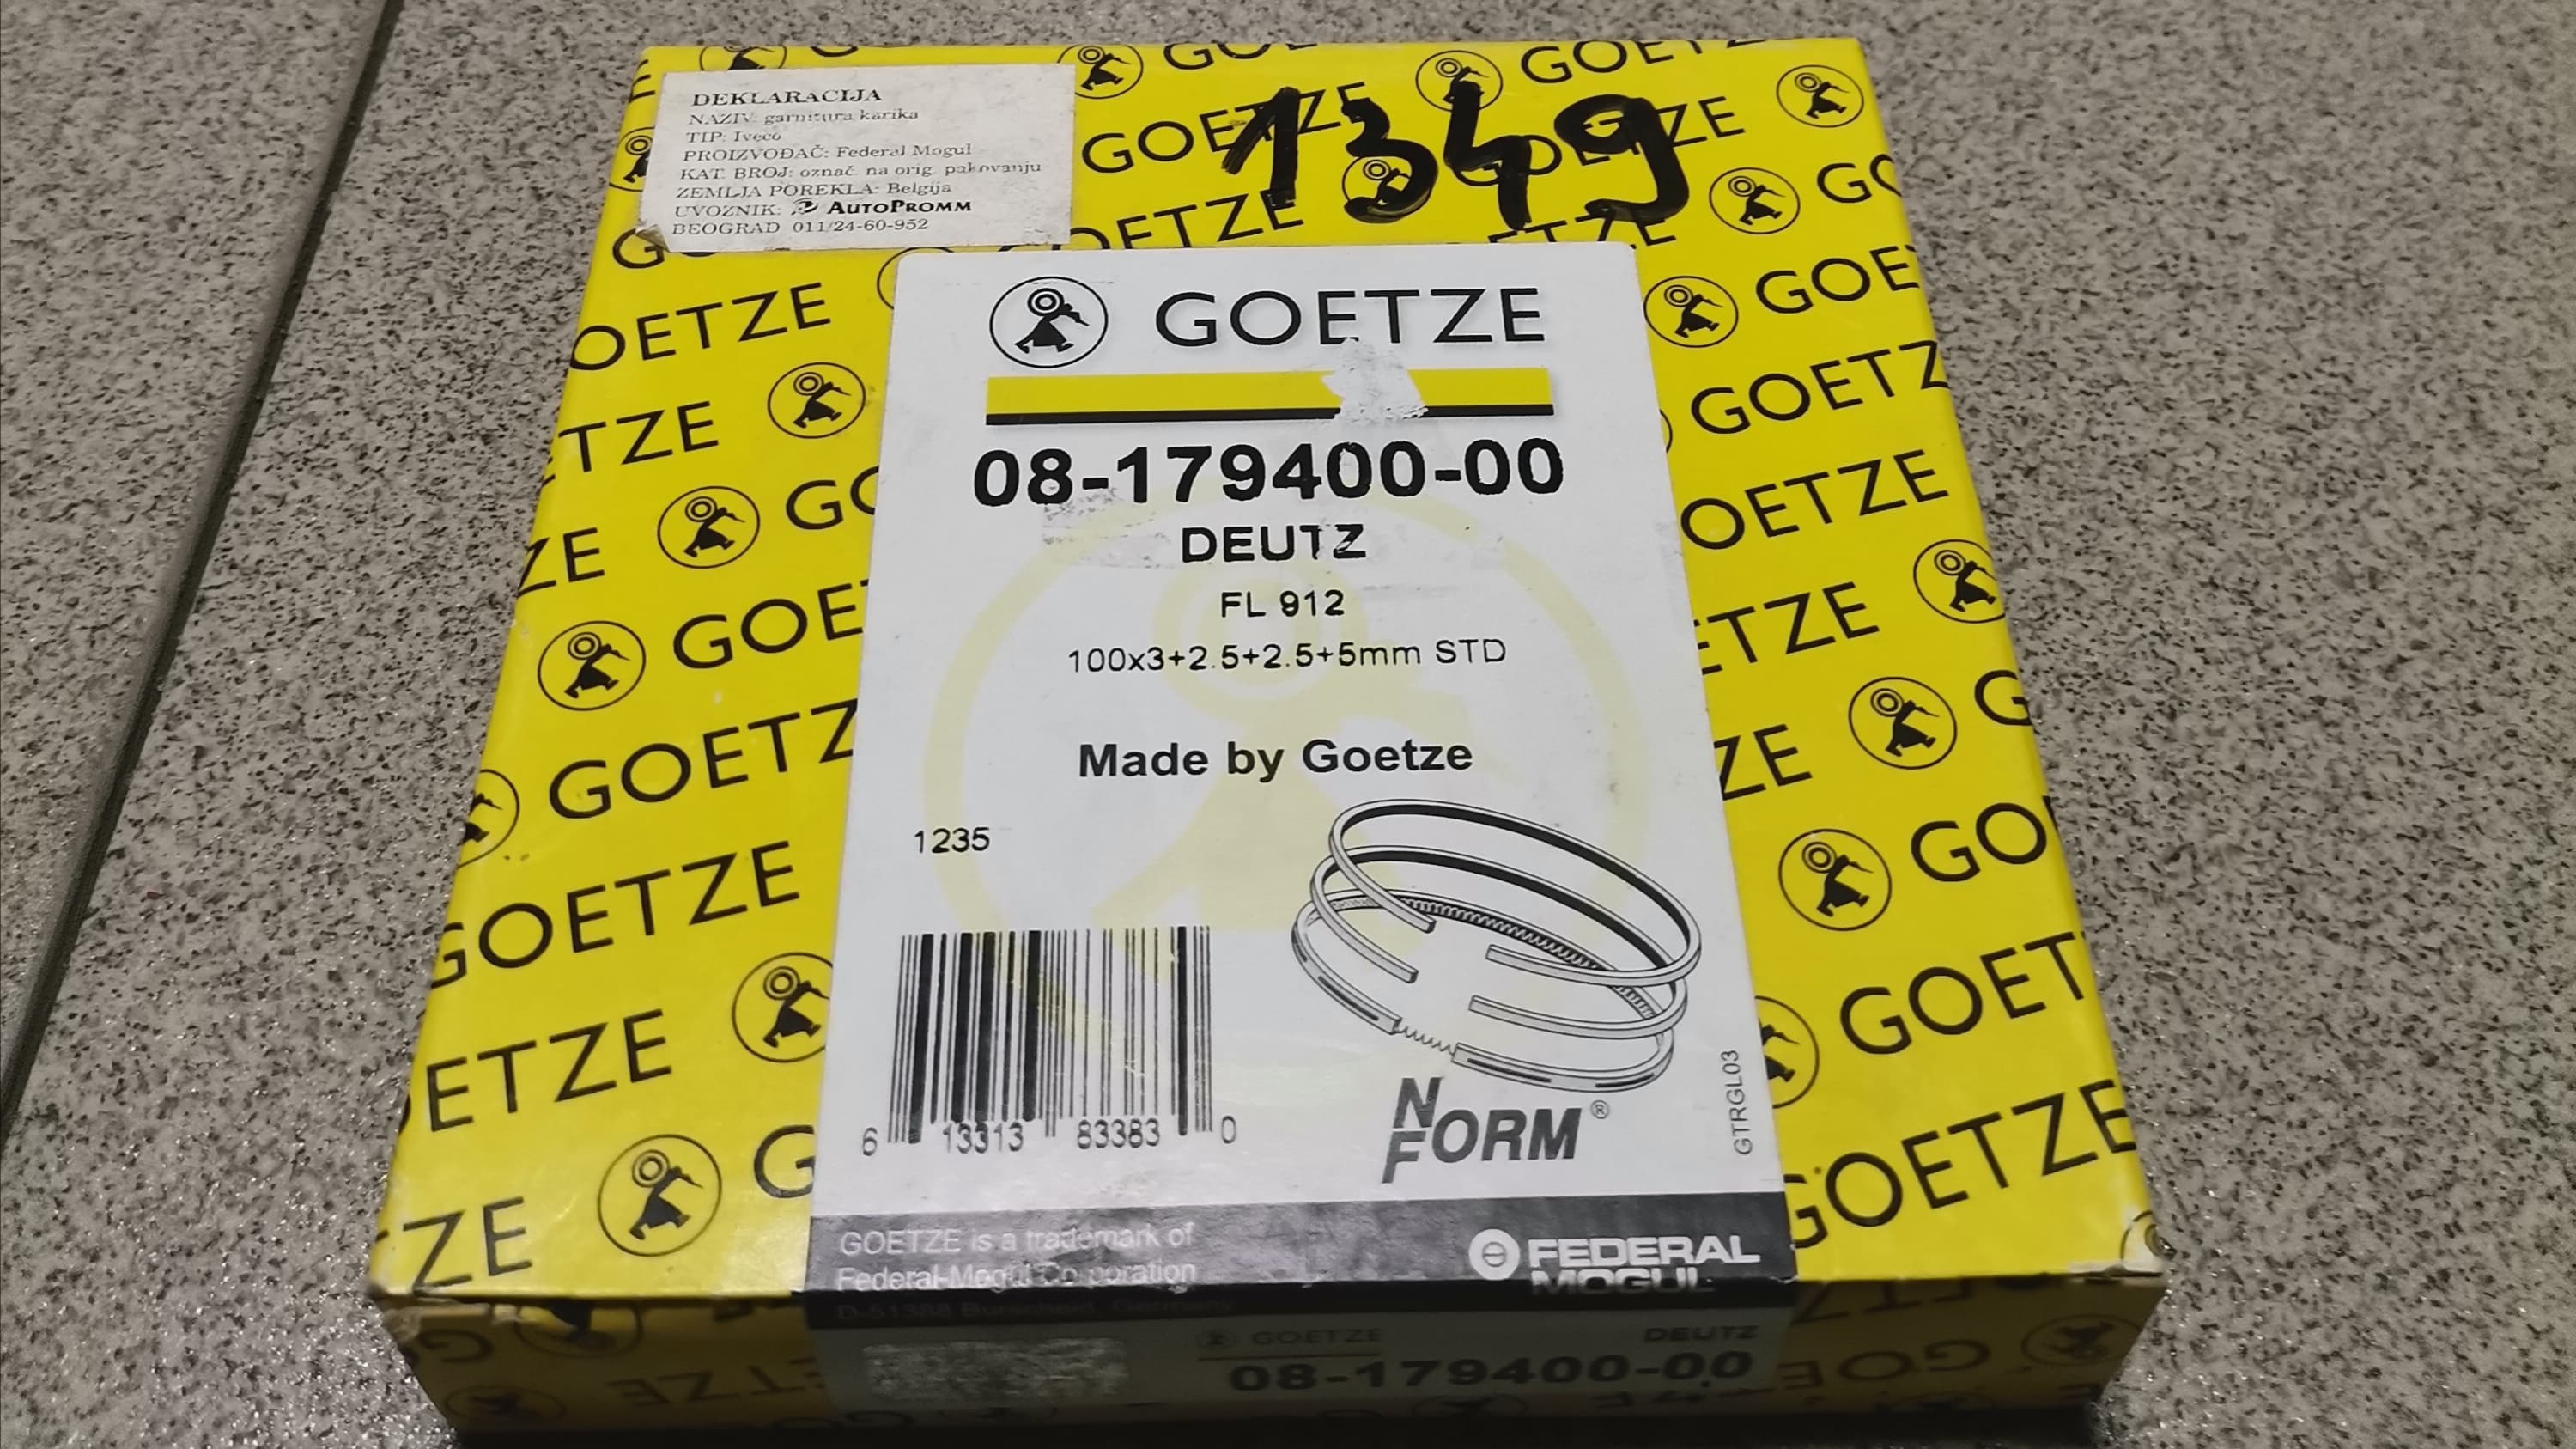 DEKLARACIJA
NAZIV: garnitura karika
TIP: Iveco
PROIZVOĐAČ: Federal Mogul
KAT. BROJ: označ. na orig. pakovanju
ZEMLJA POREKLA: Belgija
UVOZNIK: AUTOPROMM
BEOGRAD 011/24-60-952
1349
GOETZE
08-179400-00
DEUTZ
FL 912
100x3+2.5+2.5+5mm STD
Made by Goetze
1235
6 13313 83383 0
NFORM®
GTRGL03
GOETZE is a trademark of
Federal-Mogul Corporation
D-51388 Burscheid, Germany
FEDERAL
MOGUL
GOETZE
DEUTZ
08-179400-00